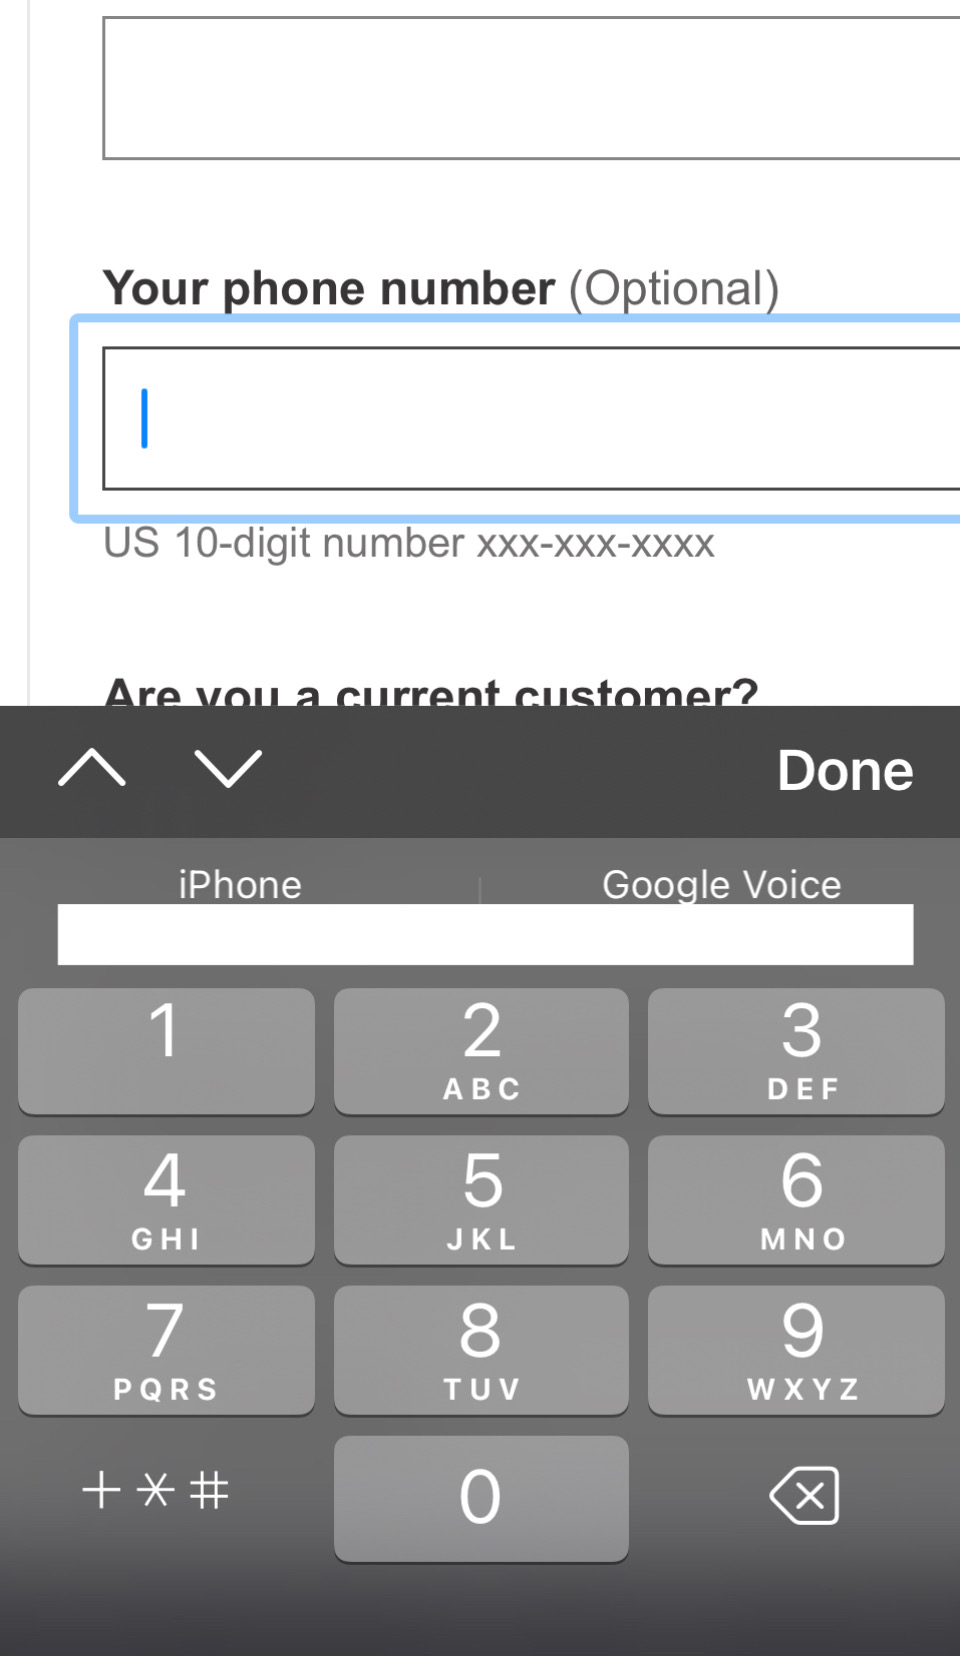 Your phone number (Optional)
US 10-digit number xxx-xxx-xxxx
Are you a current customer?
Done
iPhone
Google Voice
1
2
3
ABC
DEF
4
5
6
GHI
JKL
MNO
7
8
9
PQRS
TUV
WXYZ
+*#
0